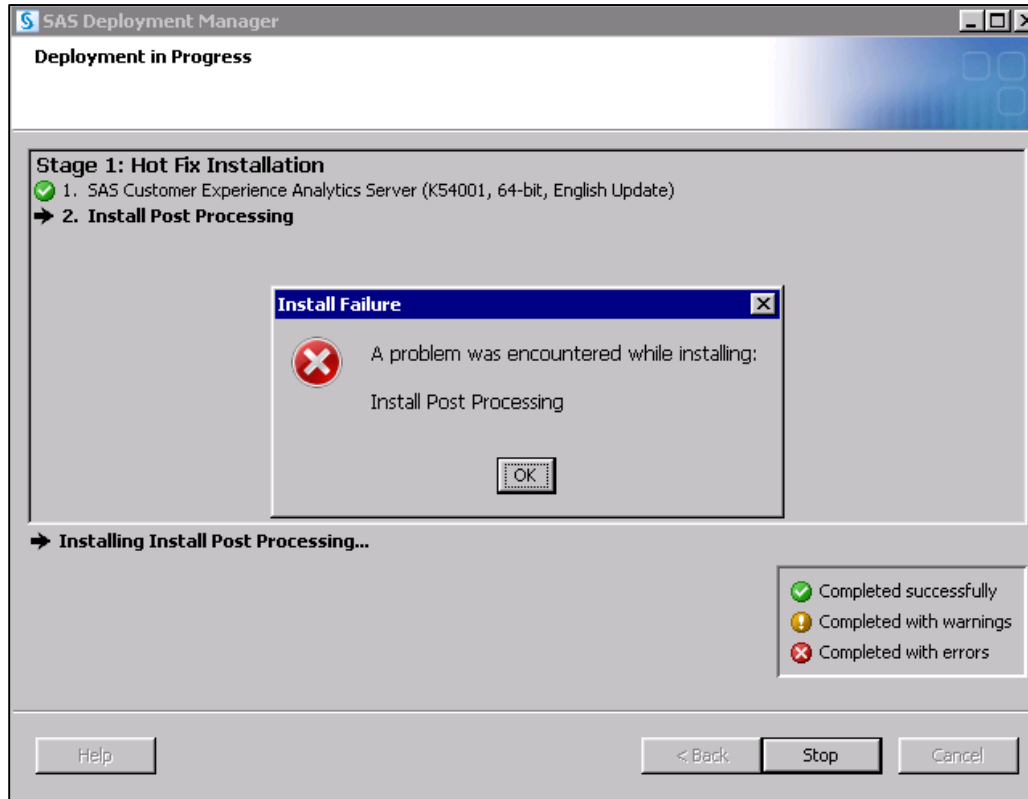 SAS Deployment Manager
Deployment in Progress
Stage 1: Hot Fix Installation
1. SAS Customer Experience Analytics Server (K54001, 64-bit, English Update)
2. Install Post Processing
Install Failure
A problem was encountered while installing:
Install Post Processing
OK
Installing Install Post Processing...
Completed successfully
Completed with warnings
Completed with errors
Help
< Back
Stop
Cancel